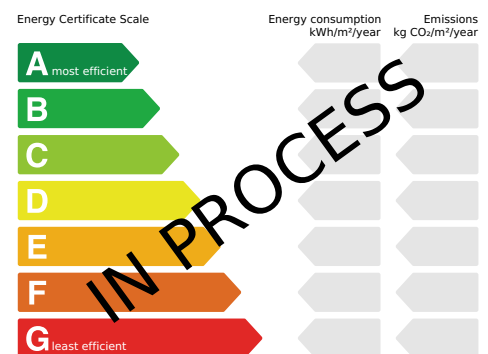 Energy Certificate Scale
Energy consumption
kWh/m²/year
Emissions
kg CO₂/m²/year
A most efficient
B
C
D
E
F
G least efficient
IN PROCESS